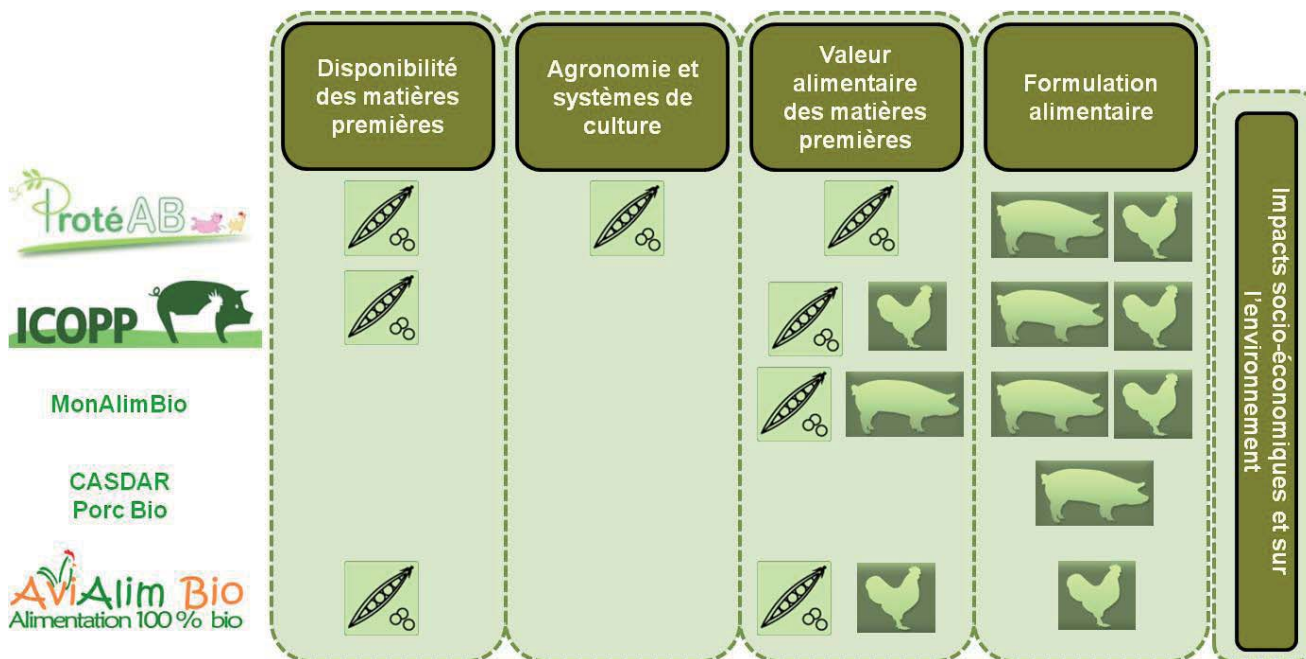 Disponibilité
des matières
premières
Agronomie et
systèmes de
culture
Valeur
alimentaire
des matières
premières
Formulation
alimentaire
Impacts socio-économiques et sur
l'environnement
ProtéAB
ICOPP
MonAlimBio
CASDAR
Porc Bio
AviAlim Bio
Alimentation 100 % bio